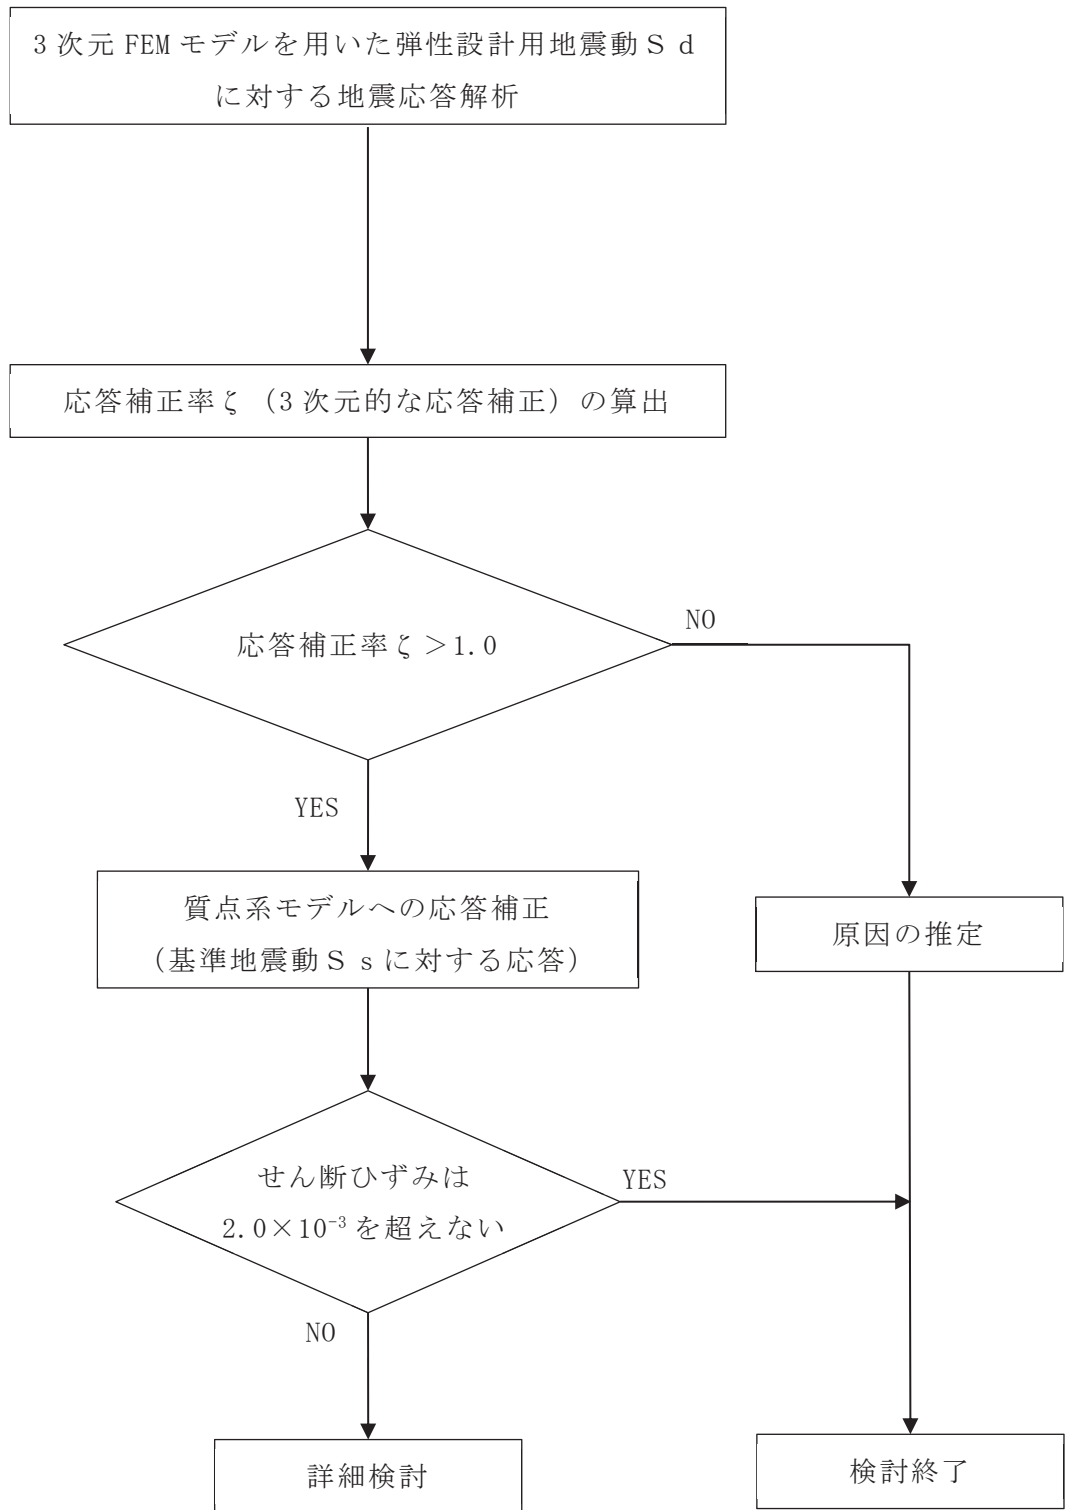 3次元 FEM モデルを用いた弾性設計用地震動Ｓｄ
に対する地震応答解析
応答補正率ζ（3次元的な応答補正）の算出
応答補正率ζ＞1.0
NO
YES
質点系モデルへの応答補正
（基準地震動Ｓｓに対する応答）
原因の推定
せん断ひずみは
2.0×10⁻³を超えない
YES
NO
詳細検討
検討終了